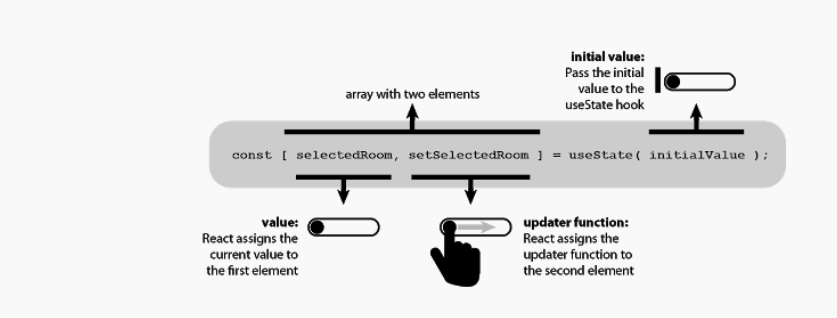 initial value:
Pass the initial
value to the
useState hook
array with two elements
const [ selectedRoom, setSelectedRoom ] = useState( initialValue );
value:
React assigns the
current value to
the first element
updater function:
React assigns the
updater function to
the second element